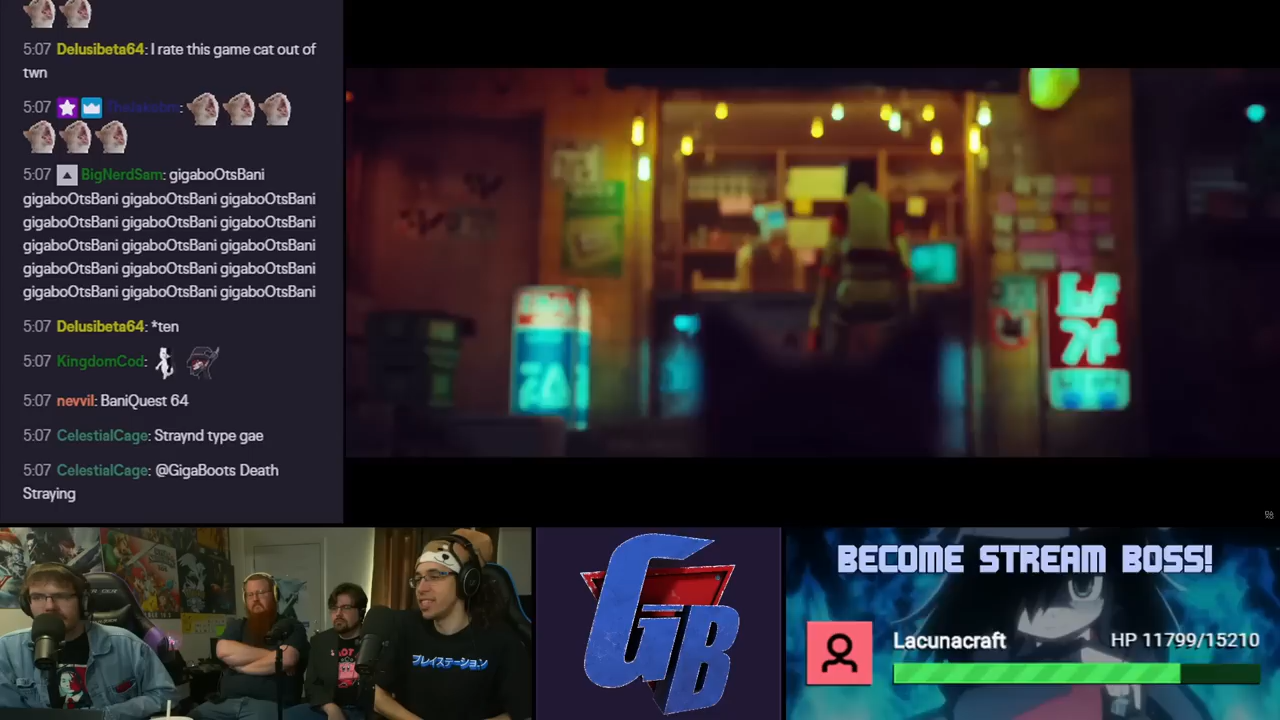 5:07 Delusibeta64: I rate this game cat out of
twn
5:07
5:07 BigNerdSam: gigaboOtsBani
gigaboOtsBani gigaboOtsBani gigaboOtsBani
gigaboOtsBani gigaboOtsBani gigaboOtsBani
gigaboOtsBani gigaboOtsBani gigaboOtsBani
gigaboOtsBani gigaboOtsBani gigaboOtsBani
gigaboOtsBani gigaboOtsBani gigaboOtsBani
5:07 Delusibeta64: *ten
5:07 KingdomCod:
5:07 nevvil: BaniQuest 64
5:07 CelestialCage: Straynd type gae
5:07 CelestialCage: @GigaBoots Death
Straying
プレイステーション
GB
BECOME STREAM BOSS!
Lacunacraft HP 11799/15210